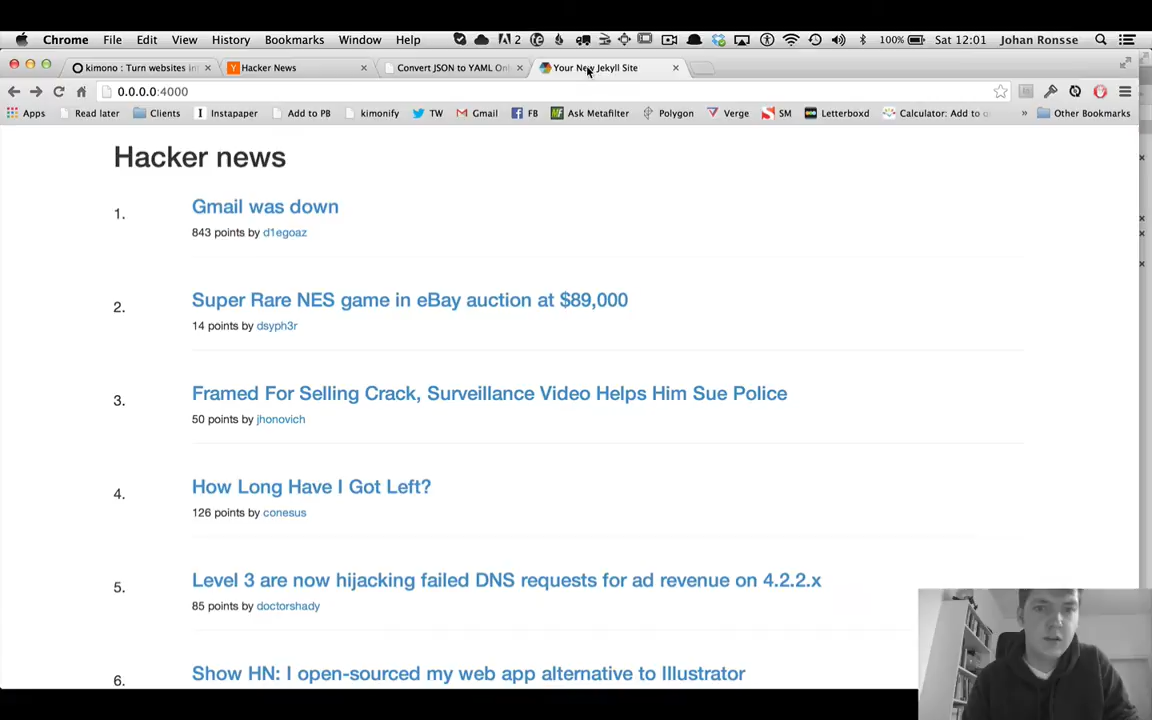 Chrome File Edit View History Bookmarks Window Help 2 100% Sat 12:01 Johan Ronsse
kimono : Turn websites in Hacker News Convert JSON to YAML Onl Your New Jekyll Site
0.0.0.0:4000
Apps Read later Clients Instapaper Add to PB kimonify TW Gmail FB Ask Metafilter Polygon Verge SM Letterboxd Calculator: Add to » Other Bookmarks
Hacker news
1. Gmail was down
843 points by d1egoaz
2. Super Rare NES game in eBay auction at $89,000
14 points by dsyph3r
3. Framed For Selling Crack, Surveillance Video Helps Him Sue Police
50 points by jhonovich
4. How Long Have I Got Left?
126 points by conesus
5. Level 3 are now hijacking failed DNS requests for ad revenue on 4.2.2.x
85 points by doctorshady
6. Show HN: I open-sourced my web app alternative to Illustrator